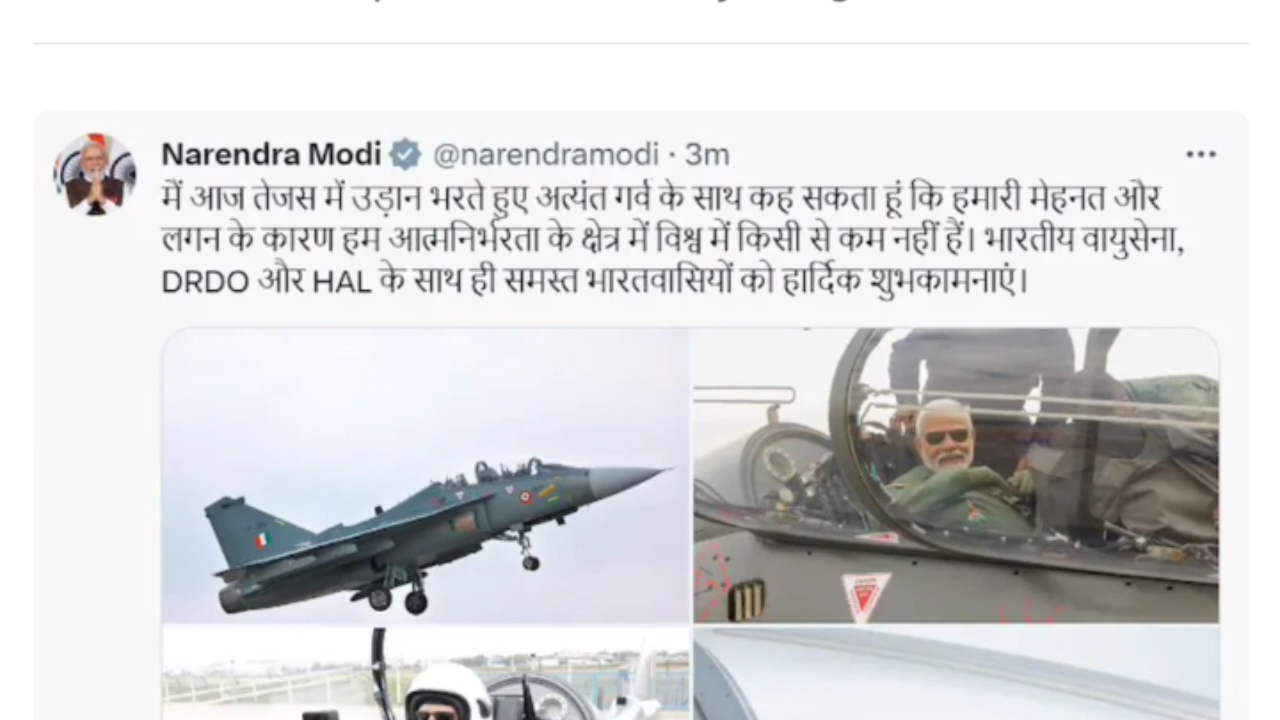 Narendra Modi @narendramodi · 3m
मैं आज तेजस में उड़ान भरते हुए अत्यंत गर्व के साथ कह सकता हूं कि हमारी मेहनत और
लगन के कारण हम आत्मनिर्भरता के क्षेत्र में विश्व में किसी से कम नहीं हैं। भारतीय वायुसेना,
DRDO और HAL के साथ ही समस्त भारतवासियों को हार्दिक शुभकामनाएं।